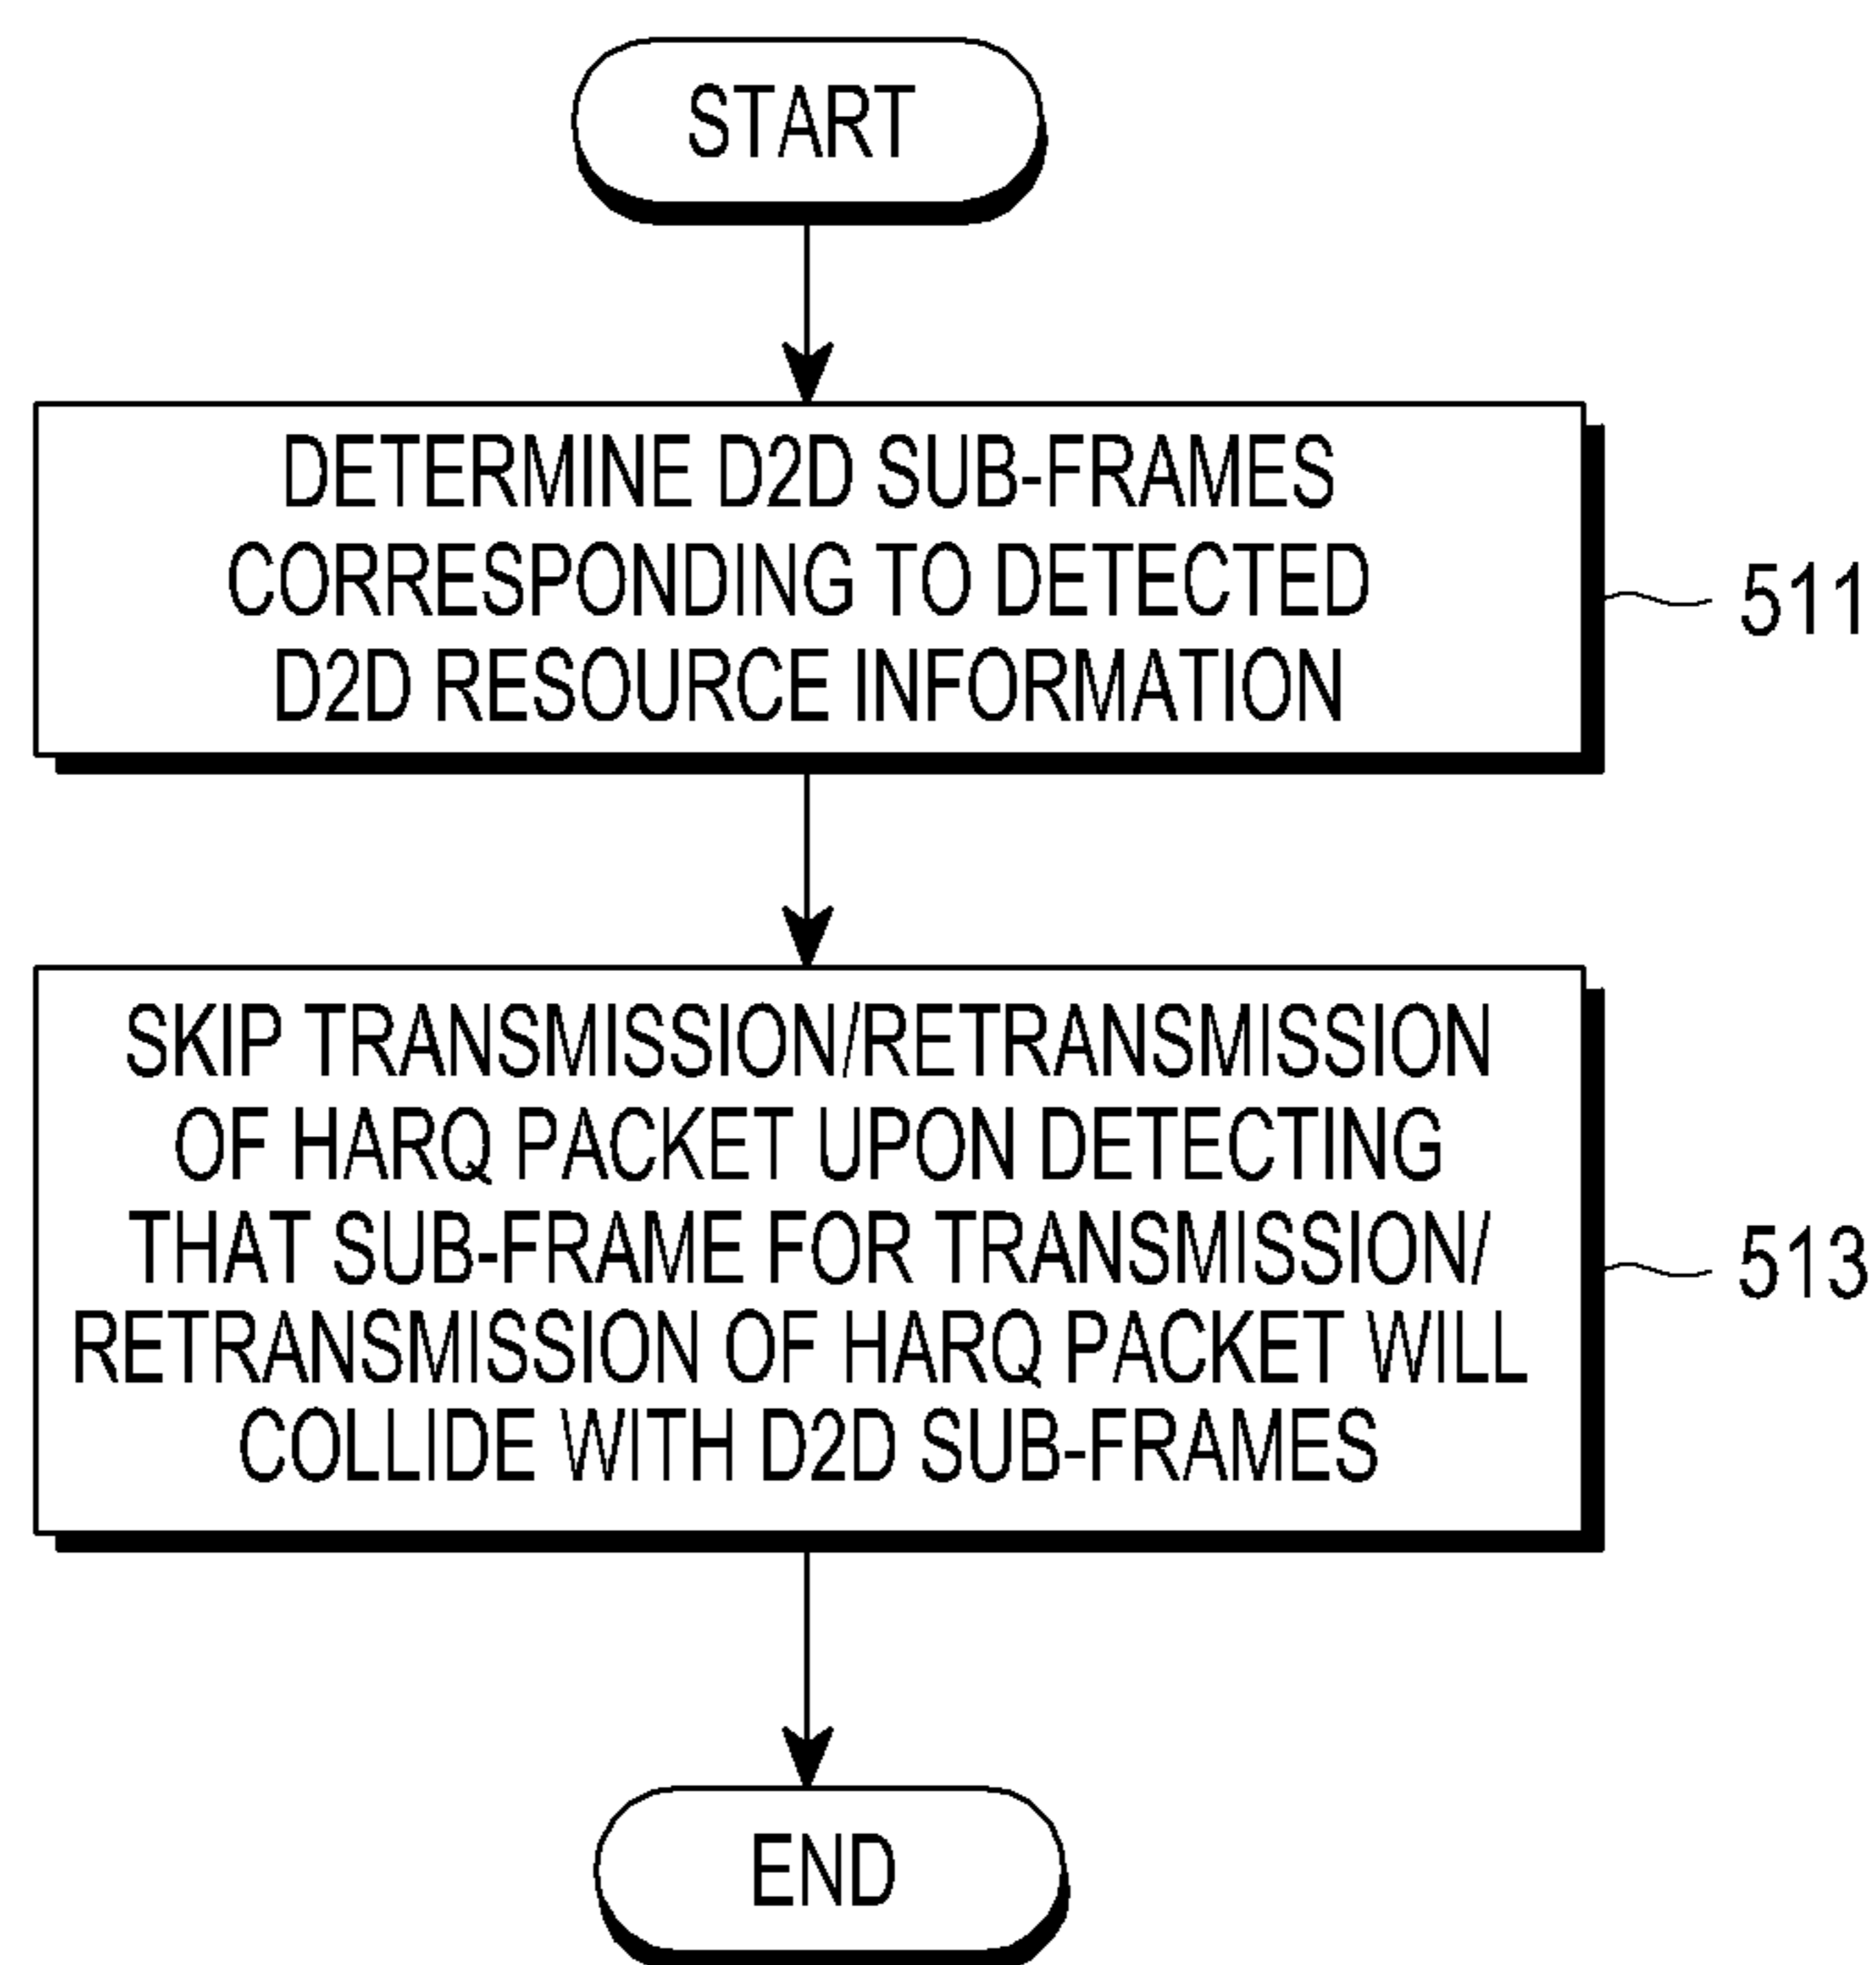 START
DETERMINE D2D SUB-FRAMES
CORRESPONDING TO DETECTED
D2D RESOURCE INFORMATION
511
SKIP TRANSMISSION/RETRANSMISSION
OF HARQ PACKET UPON DETECTING
THAT SUB-FRAME FOR TRANSMISSION/
RETRANSMISSION OF HARQ PACKET WILL
COLLIDE WITH D2D SUB-FRAMES
513
END